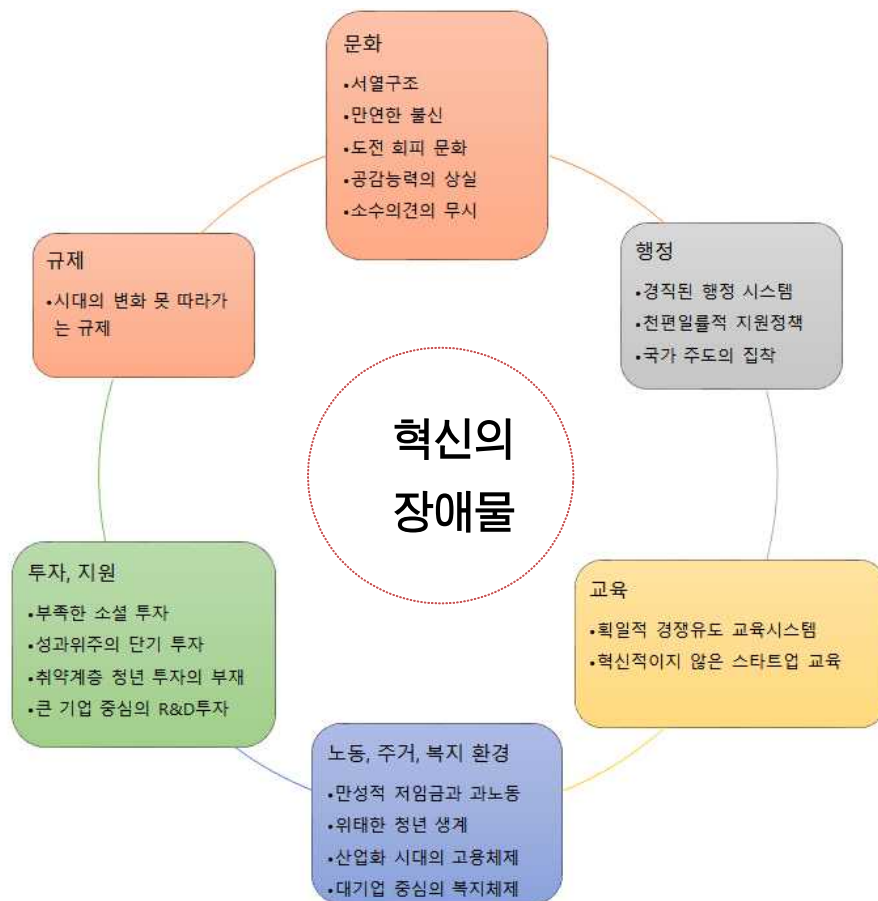 문화
•서열구조
•만연한 불신
•도전 회피 문화
•공감능력의 상실
•소수의견의 무시
행정
•경직된 행정 시스템
•천편일률적 지원정책
•국가 주도의 집착
교육
•획일적 경쟁유도 교육시스템
•혁신적이지 않은 스타트업 교육
노동, 주거, 복지 환경
•만성적 저임금과 과노동
•위태한 청년 생계
•산업화 시대의 고용체제
•대기업 중심의 복지체제
투자, 지원
•부족한 소셜 투자
•성과위주의 단기 투자
•취약계층 청년 투자의 부재
•큰 기업 중심의 R&D투자
규제
•시대의 변화 못 따라가
는 규제
혁신의
장애물